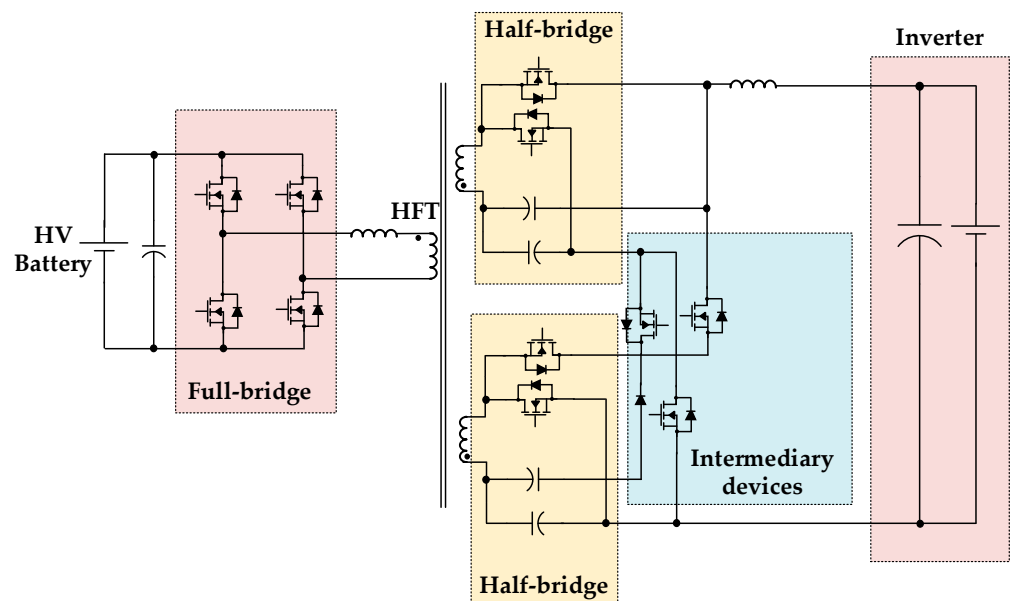 Half-bridge
Inverter
HFT
HV
Battery
Full-bridge
Intermediary
devices
Half-bridge